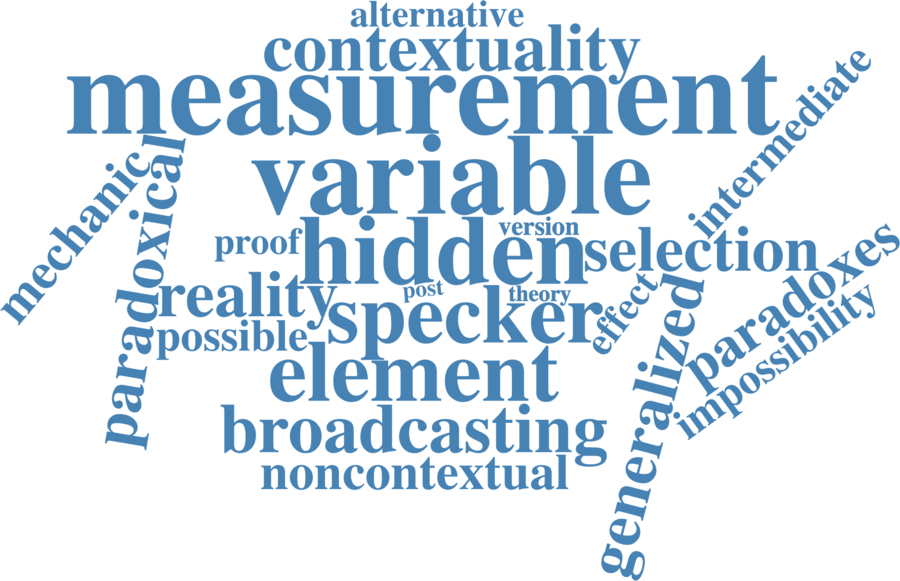 alternative
contextuality
measurement
intermediate
variable
mechanic
paradoxical
version
proof
hidden
selection
paradoxes
reality
post
theory
effect
specker
possible
generalized
impossibility
element
broadcasting
noncontextual